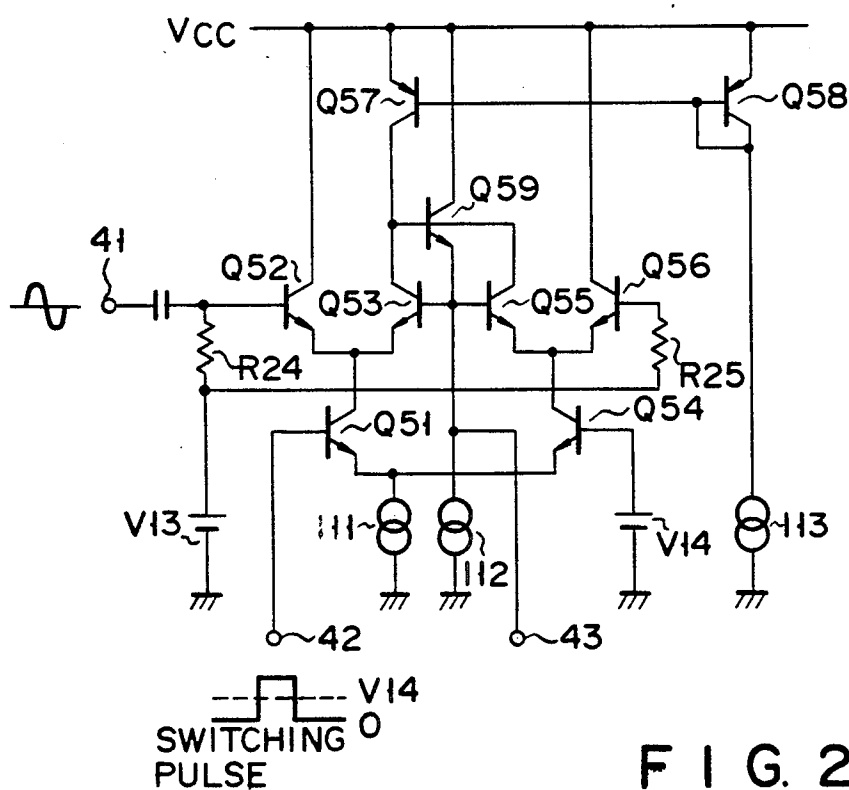 VCC
Q57
Q58
Q59
41
Q52
Q53
Q55
Q56
R24
R25
Q51
Q54
V13
I11
I12
V14
I13
42
43
V14
0
SWITCHING
PULSE
FIG. 2